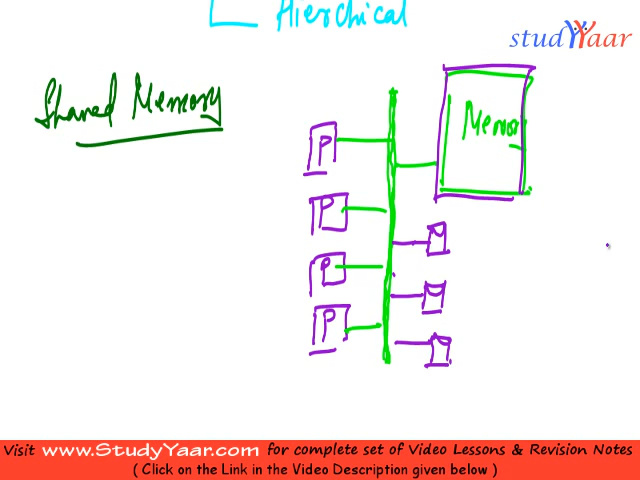 Hierchical
studYYaar
Shared Memory
Memory
P
P
P
P
Visit www.StudyYaar.com for complete set of Video Lessons & Revision Notes
( Click on the Link in the Video Description given below )